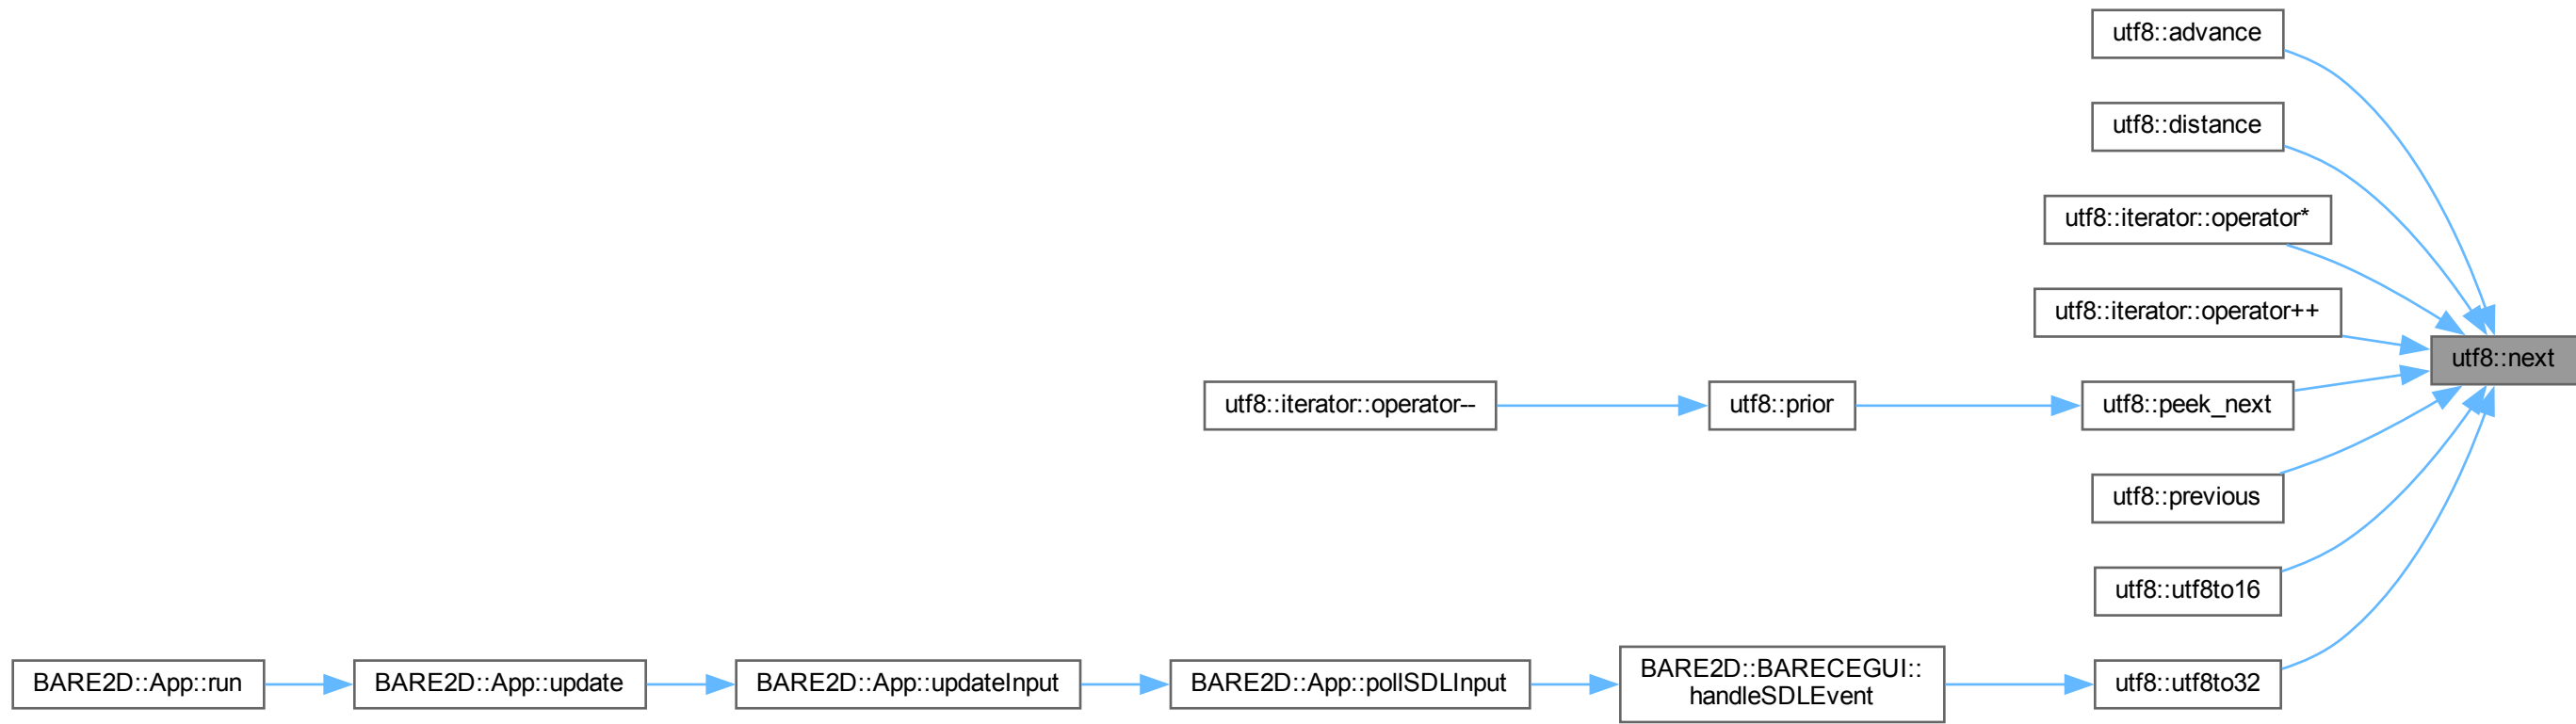 utf8::advance
utf8::distance
utf8::iterator::operator*
utf8::iterator::operator++
utf8::next
utf8::iterator::operator--
utf8::prior
utf8::peek_next
utf8::previous
utf8::utf8to16
BARE2D::App::run
BARE2D::App::update
BARE2D::App::updateInput
BARE2D::App::pollSDLInput
BARE2D::BARECEGUI::
handleSDLEvent
utf8::utf8to32